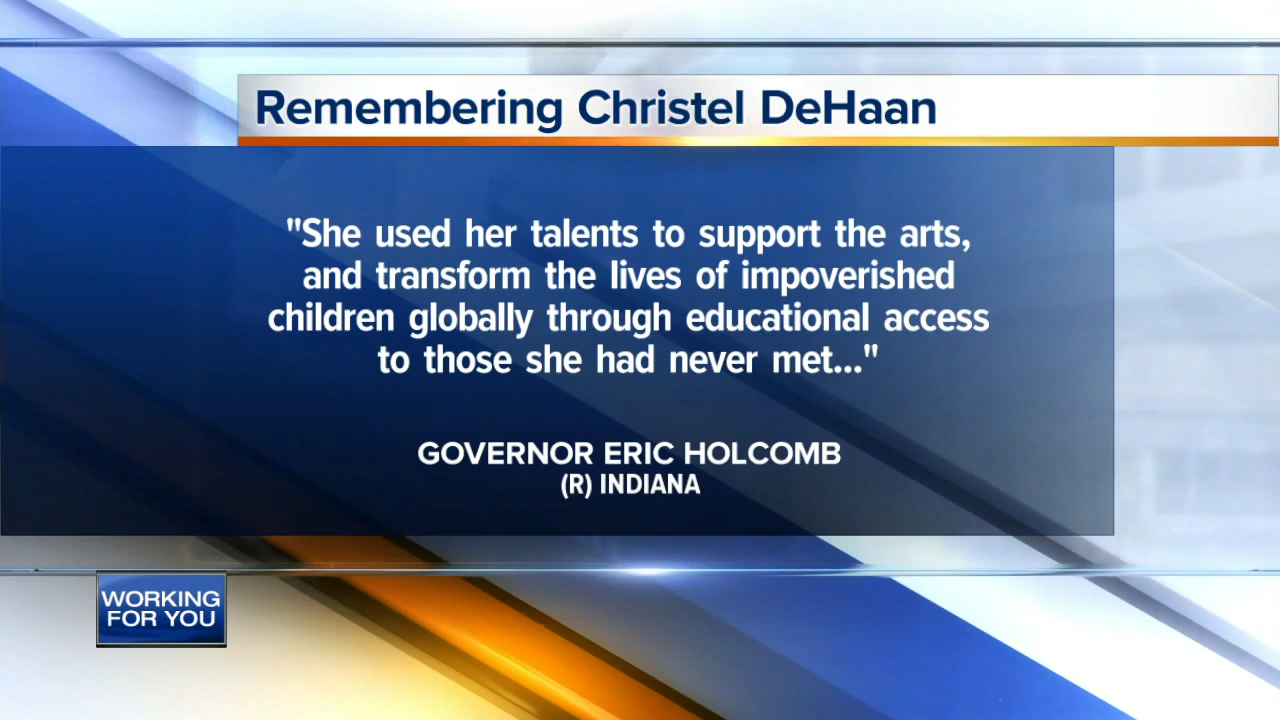 Remembering Christel DeHaan
"She used her talents to support the arts,
and transform the lives of impoverished
children globally through educational access
to those she had never met..."
GOVERNOR ERIC HOLCOMB
(R) INDIANA
WORKING
FOR YOU